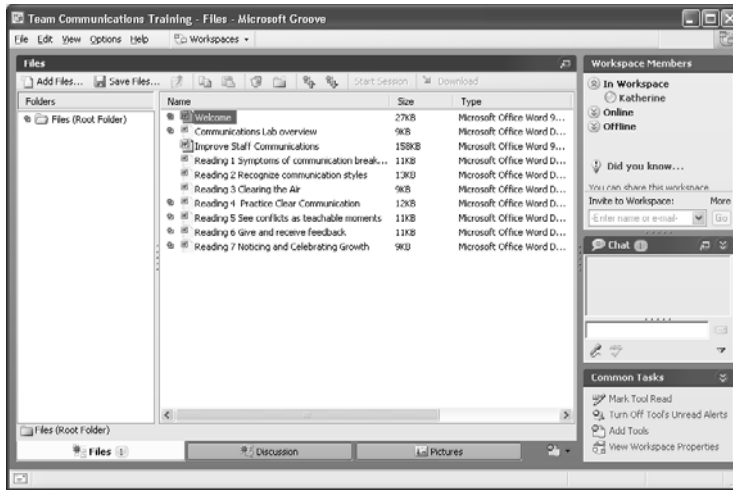 Team Communications Training - Files - Microsoft Groove
File Edit View Options Help Workspaces
Files
Add Files... Save Files... Start Session Download
Folders
Files (Root Folder)
Name Size Type
Welcome 27KB Microsoft Office Word 9...
Communications Lab overview 9KB Microsoft Office Word D...
Improve Staff Communications 158KB Microsoft Office Word 9...
Reading 1 Symptoms of communication break... 11KB Microsoft Office Word D...
Reading 2 Recognize communication styles 13KB Microsoft Office Word D...
Reading 3 Clearing the Air 9KB Microsoft Office Word D...
Reading 4 Practice Clear Communication 12KB Microsoft Office Word D...
Reading 5 See conflicts as teachable moments 11KB Microsoft Office Word D...
Reading 6 Give and receive feedback 11KB Microsoft Office Word D...
Reading 7 Noticing and Celebrating Growth 9KB Microsoft Office Word D...
Files (Root Folder)
Files 1 Discussion Pictures
Workspace Members
In Workspace
Katherine
Online
Offline
Did you know...
You can share this workspace
Invite to Workspace: More
-Enter name or e-mail- Go
Chat 1
Common Tasks
Mark Tool Read
Turn Off Tool's Unread Alerts
Add Tools
View Workspace Properties